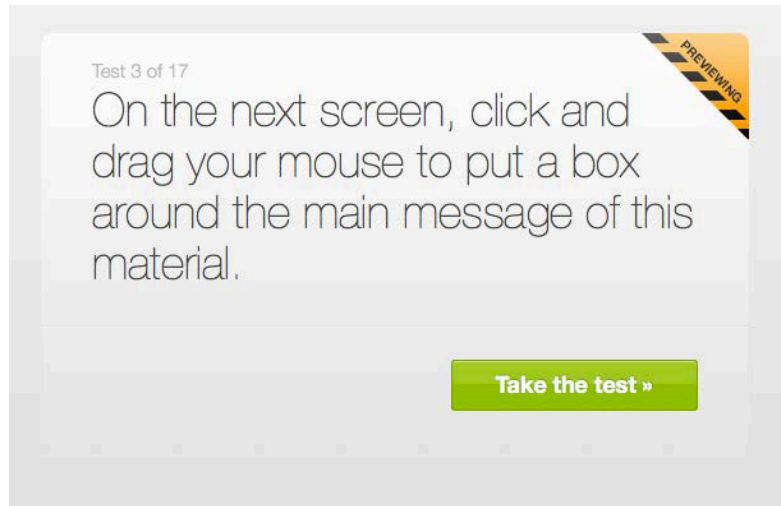 Test 3 of 17
PREVIEWING
On the next screen, click and
drag your mouse to put a box
around the main message of this
material.
Take the test »